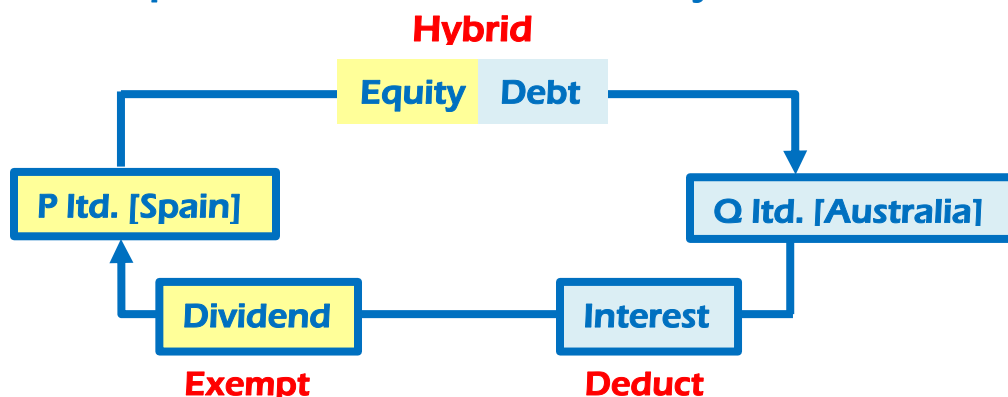 Hybrid
Equity Debt
P ltd. [Spain]
Q ltd. [Australia]
Dividend
Interest
Exempt
Deduct